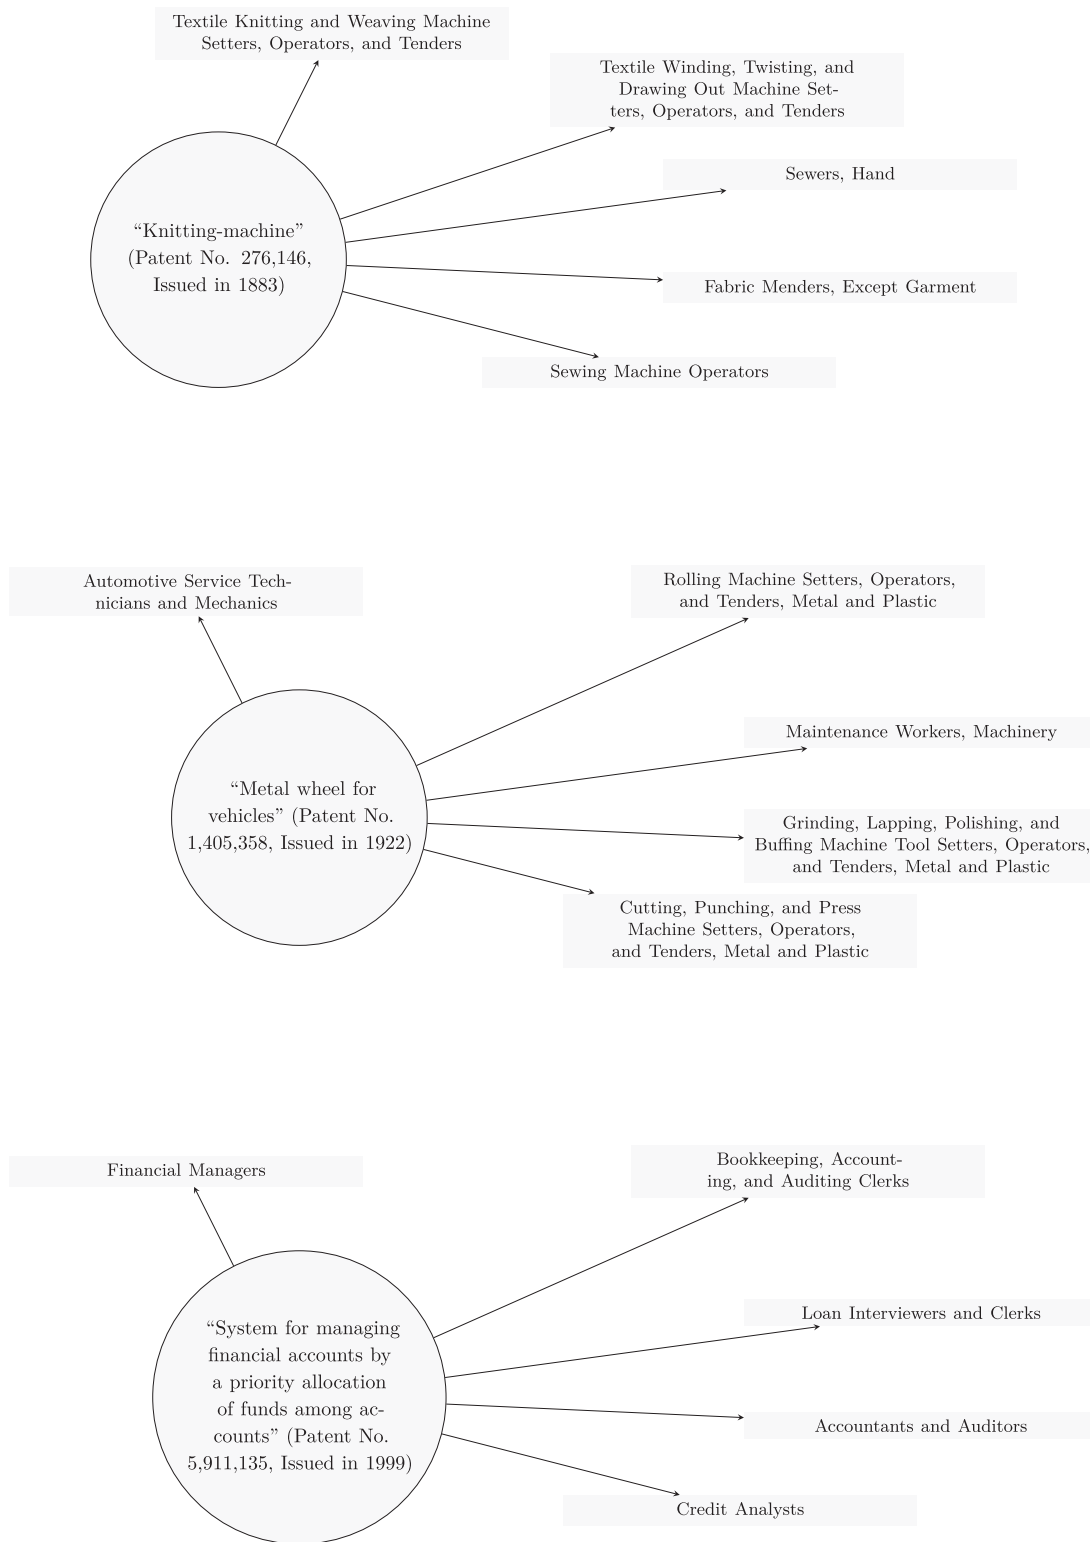 Textile Knitting and Weaving Machine
Setters, Operators, and Tenders
Textile Winding, Twisting, and
Drawing Out Machine Set-
ters, Operators, and Tenders
Sewers, Hand
“Knitting-machine”
(Patent No. 276,146,
Issued in 1883)
Fabric Menders, Except Garment
Sewing Machine Operators
Automotive Service Tech-
nicians and Mechanics
Rolling Machine Setters, Operators,
and Tenders, Metal and Plastic
Maintenance Workers, Machinery
“Metal wheel for
vehicles” (Patent No.
1,405,358, Issued in 1922)
Grinding, Lapping, Polishing, and
Buffing Machine Tool Setters, Operators,
and Tenders, Metal and Plastic
Cutting, Punching, and Press
Machine Setters, Operators,
and Tenders, Metal and Plastic
Financial Managers
Bookkeeping, Account-
ing, and Auditing Clerks
Loan Interviewers and Clerks
“System for managing
financial accounts by
a priority allocation
of funds among ac-
counts” (Patent No.
5,911,135, Issued in 1999)
Accountants and Auditors
Credit Analysts